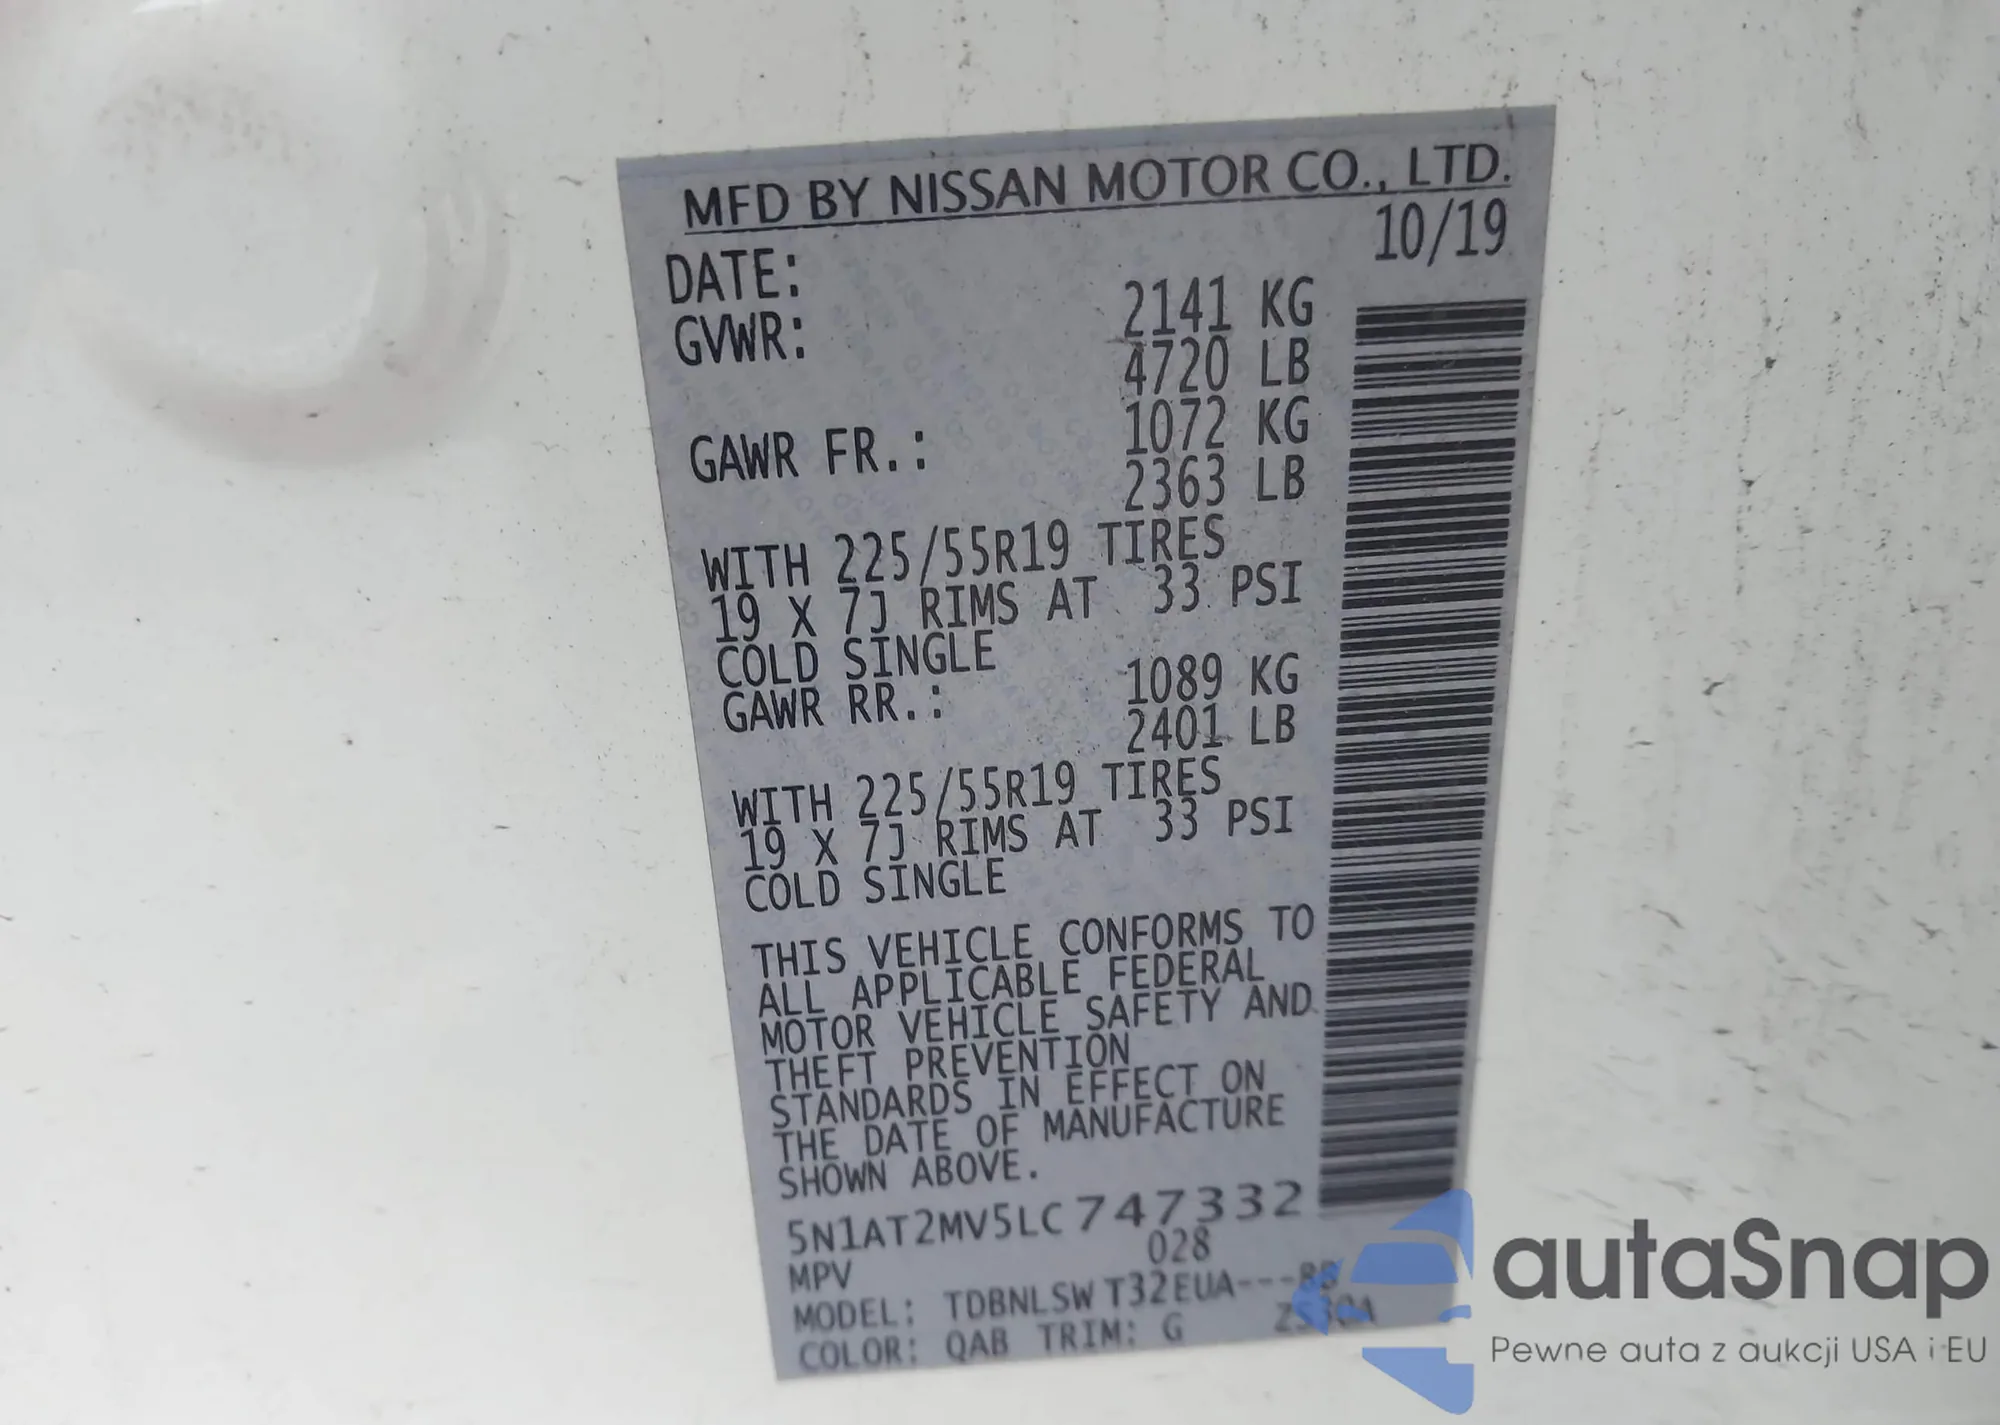 MFD BY NISSAN MOTOR CO., LTD.
DATE: 10/19
GVWR: 2141 KG
4720 LB
GAWR FR.: 1072 KG
2363 LB
WITH 225/55R19 TIRES
19 X 7J RIMS AT 33 PSI
COLD SINGLE
GAWR RR.: 1089 KG
2401 LB
WITH 225/55R19 TIRES
19 X 7J RIMS AT 33 PSI
COLD SINGLE
THIS VEHICLE CONFORMS TO
ALL APPLICABLE FEDERAL
MOTOR VEHICLE SAFETY AND
THEFT PREVENTION
STANDARDS IN EFFECT ON
THE DATE OF MANUFACTURE
SHOWN ABOVE.
5N1AT2MV5LC747332
MPV 028
MODEL: TDBNLSW T32EUA---
COLOR: QAB TRIM: G
autaSnap
Pewne auta z aukcji USA i EU